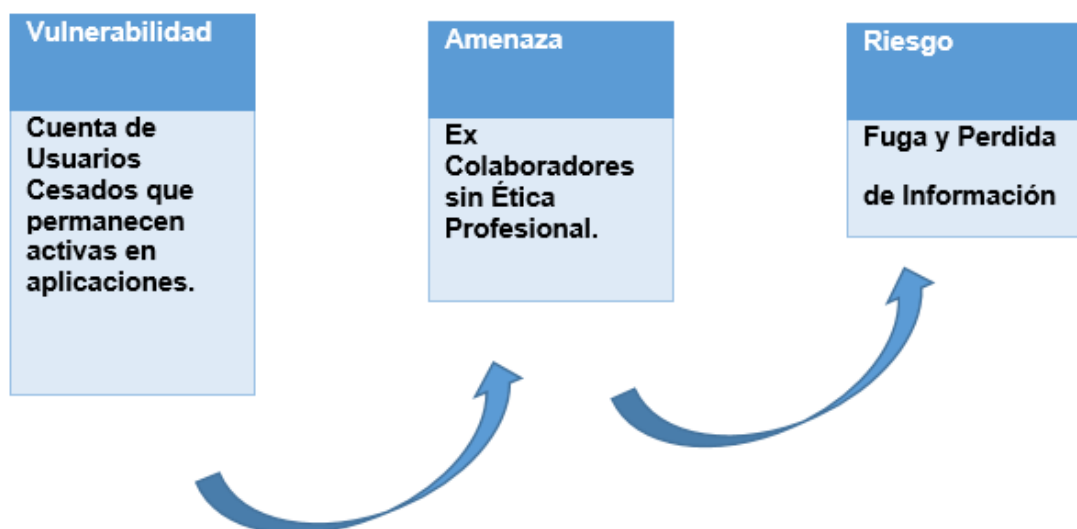 Vulnerabilidad
Cuenta de
Usuarios
Cesados que
permanecen
activas en
aplicaciones.
Amenaza
Ex
Colaboradores
sin Ética
Profesional.
Riesgo
Fuga y Perdida
de Información